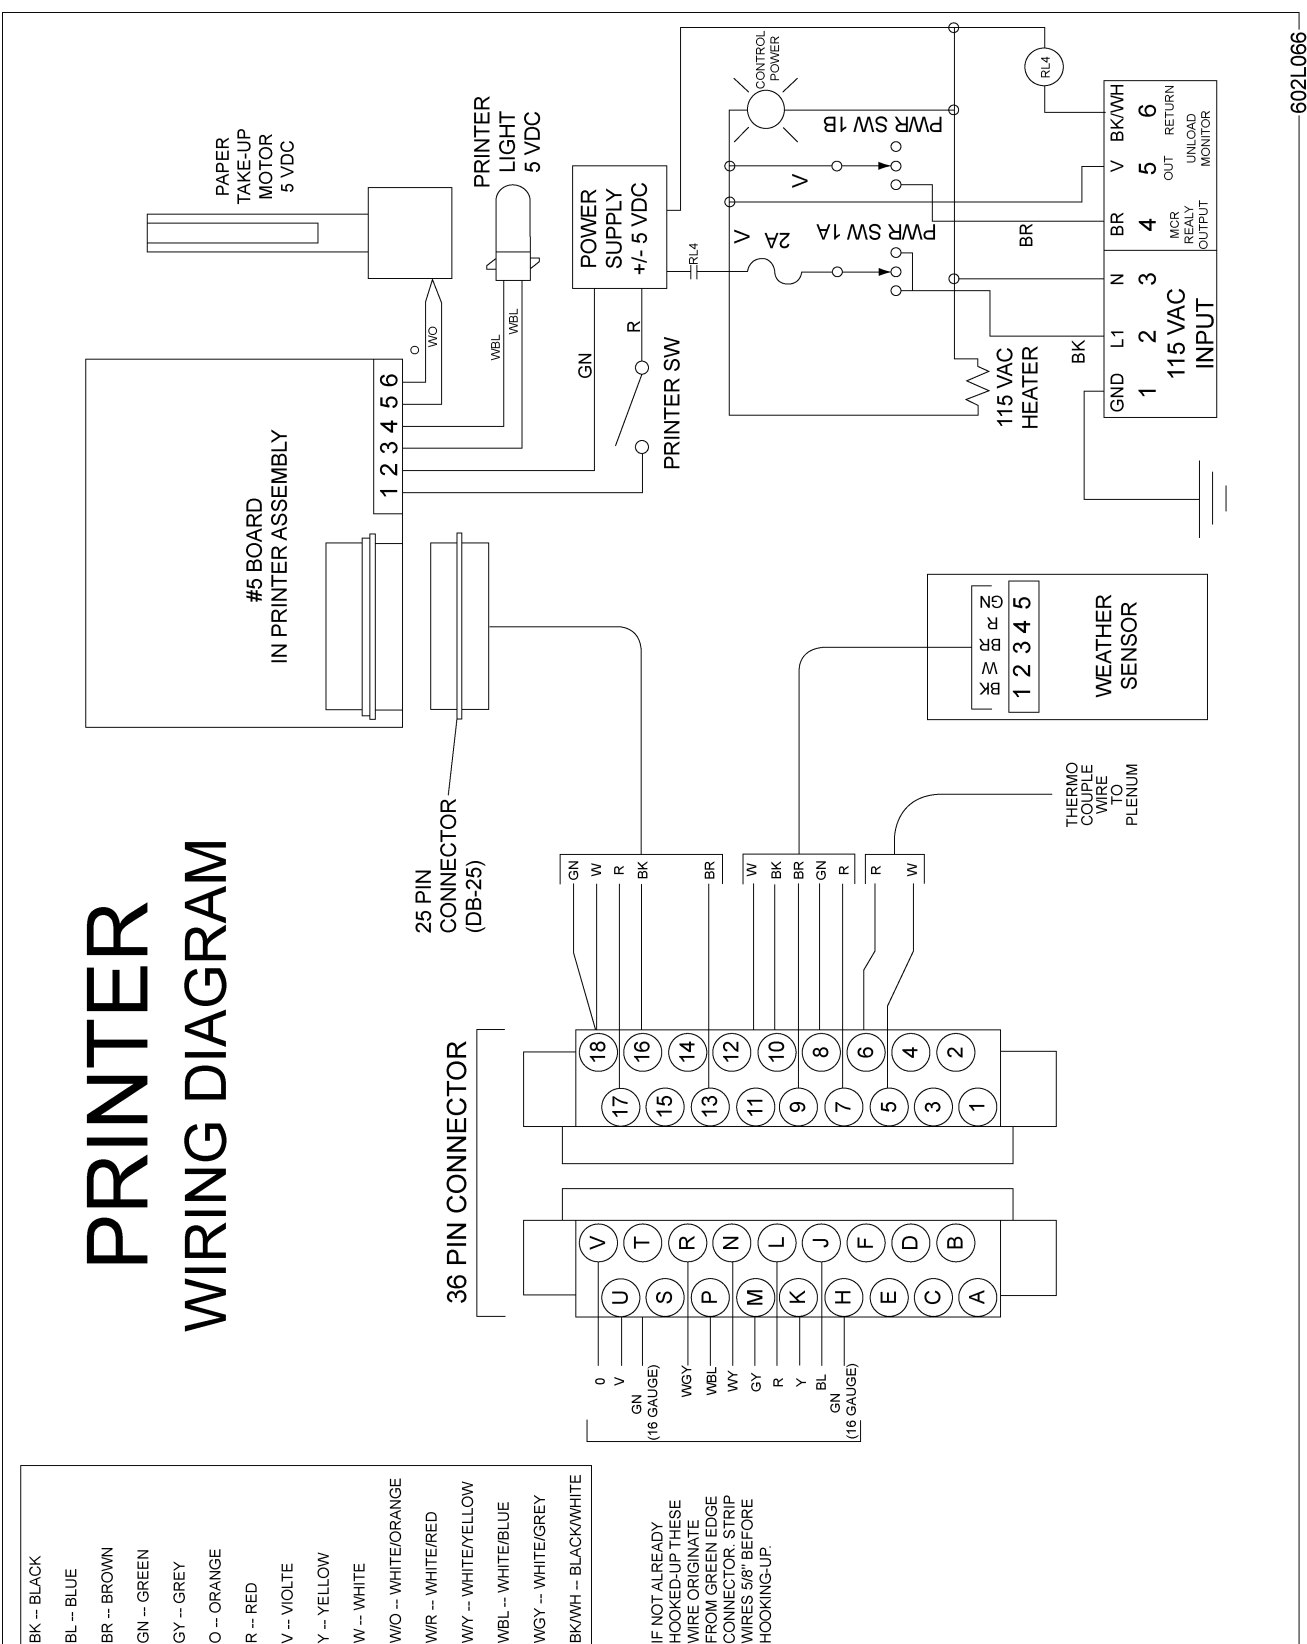 PRINTER
WIRING DIAGRAM
BK -- BLACK
BL -- BLUE
BR -- BROWN
GN -- GREEN
GY -- GREY
O -- ORANGE
R -- RED
V -- VIOLTE
Y -- YELLOW
W -- WHITE
W/O -- WHITE/ORANGE
W/R -- WHITE/RED
W/Y -- WHITE/YELLOW
WBL -- WHITE/BLUE
WGY -- WHITE/GREY
BK/WH -- BLACK/WHITE
IF NOT ALREADY
HOOKED-UP THESE
WIRE ORIGINATE
FROM GREEN EDGE
CONNECTOR. STRIP
WIRES 5/8" BEFORE
HOOKING-UP.
36 PIN CONNECTOR
0
V
GN
(16 GAUGE)
WGY
WBL
WY
GY
R
Y
BL
GN
(16 GAUGE)
V
U
T
S
R
P
N
M
L
K
J
H
F
E
D
C
B
A
18
17
16
15
14
13
12
11
10
9
8
7
6
5
4
3
2
1
GN
W
R
BK
BR
W
BK
BR
GN
R
R
W
25 PIN
CONNECTOR
(DB-25)
THERMO
COUPLE
WIRE
TO
PLENUM
#5 BOARD
IN PRINTER ASSEMBLY
1 2 3 4 5 6
BK W BR R GN
1 2 3 4 5
WEATHER
SENSOR
PAPER
TAKE-UP
MOTOR
5 VDC
O
WO
PRINTER
LIGHT
5 VDC
WBL
WBL
POWER
SUPPLY
+/- 5 VDC
GN
R
PRINTER SW
RL4
V
2A
PWR SW 1A
V
PWR SW 1B
CONTROL
POWER
RL4
115 VAC
HEATER
BK
BR
GND
L1
N
BR
V
BK/WH
1
2
3
4
5
6
115 VAC
INPUT
MCR
REALY
OUTPUT
OUT
RETURN
UNLOAD
MONITOR
602L066